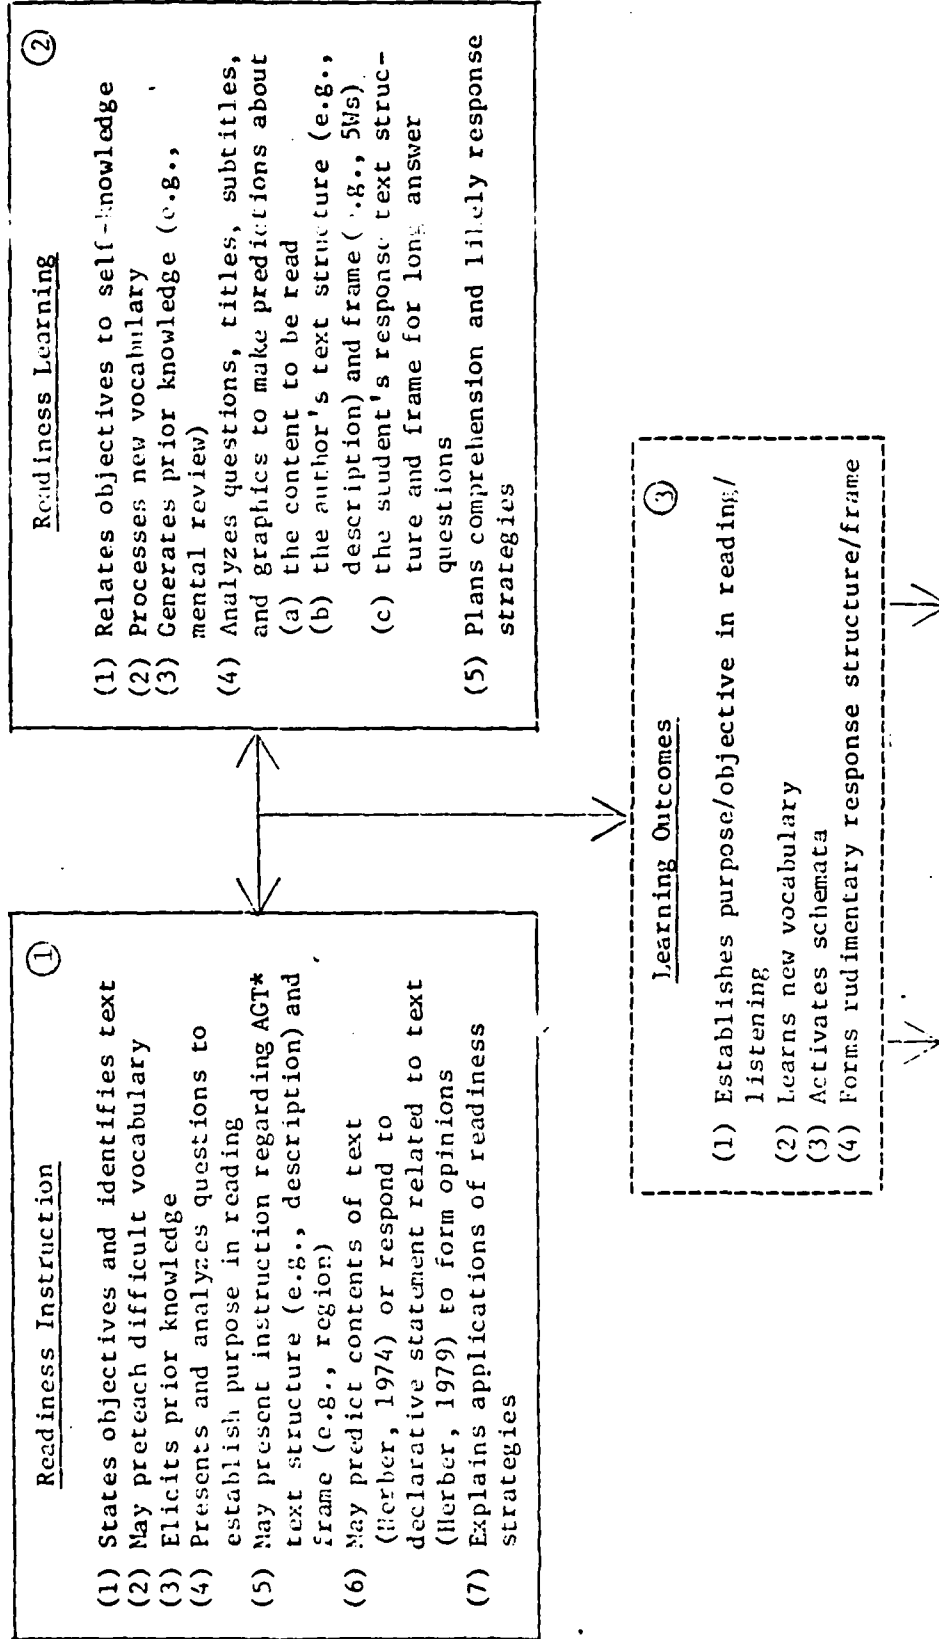 Readiness Instruction
①
(1) States objectives and identifies text
(2) May preteach difficult vocabulary
(3) Elicits prior knowledge
(4) Presents and analyzes questions to
establish purpose in reading
(5) May present instruction regarding AGT*
text structure (e.g., description) and
frame (e.g., region)
(6) May predict contents of text
(Herber, 1974) or respond to
declarative statement related to text
(Herber, 1979) to form opinions
(7) Explains applications of readiness
strategies
Readiness Learning
②
(1) Relates objectives to self-knowledge
(2) Processes new vocabulary
(3) Generates prior knowledge (e.g.,
mental review)
(4) Analyzes questions, titles, subtitles,
and graphics to make predictions about
(a) the content to be read
(b) the author's text structure (e.g.,
description) and frame (e.g., 5Ws)
(c) the student's response text struc-
ture and frame for long answer
questions
(5) Plans comprehension and likely response
strategies
Learning Outcomes
③
(1) Establishes purpose/objective in reading/
listening
(2) Learns new vocabulary
(3) Activates schemata
(4) Forms rudimentary response structure/frame